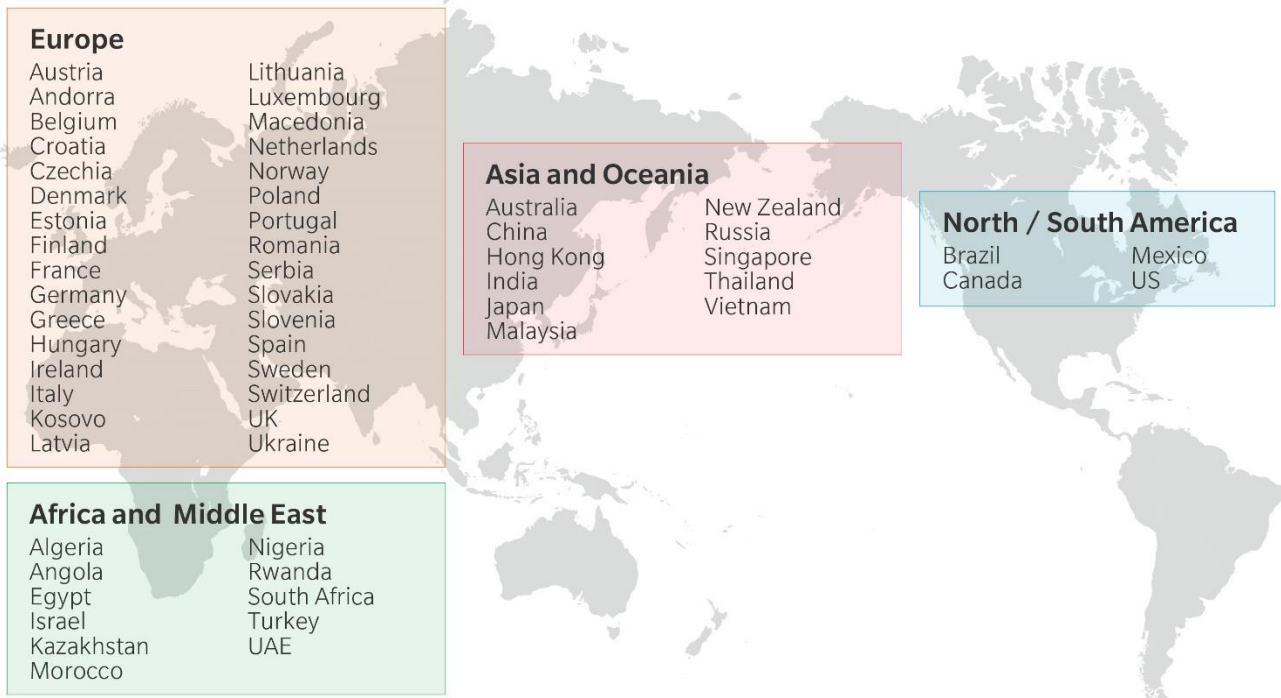 Europe
Austria
Andorra
Belgium
Croatia
Czechia
Denmark
Estonia
Finland
France
Germany
Greece
Hungary
Ireland
Italy
Kosovo
Latvia
Lithuania
Luxembourg
Macedonia
Netherlands
Norway
Poland
Portugal
Romania
Serbia
Slovakia
Slovenia
Spain
Sweden
Switzerland
UK
Ukraine
Africa and Middle East
Algeria
Angola
Egypt
Israel
Kazakhstan
Morocco
Nigeria
Rwanda
South Africa
Turkey
UAE
Asia and Oceania
Australia
China
Hong Kong
India
Japan
Malaysia
New Zealand
Russia
Singapore
Thailand
Vietnam
North / South America
Brazil
Canada
Mexico
US